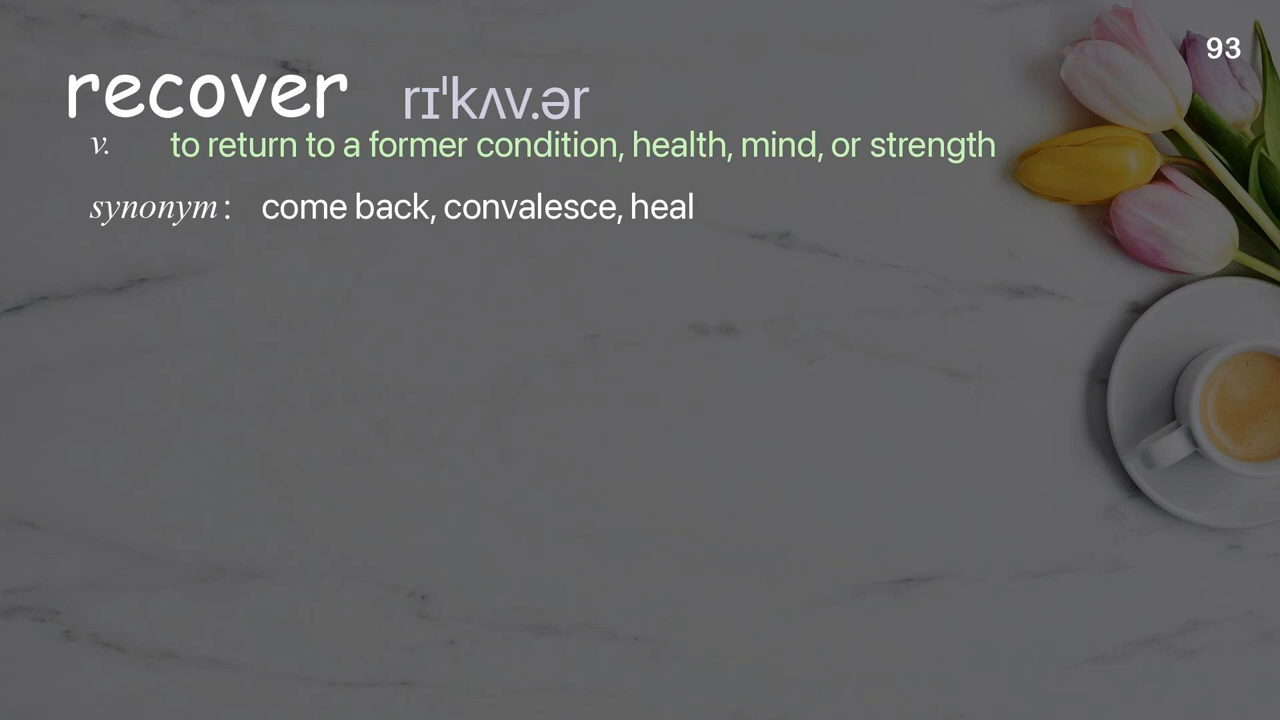 93
recover rɪˈkʌv.ər
v. to return to a former condition, health, mind, or strength
synonym: come back, convalesce, heal